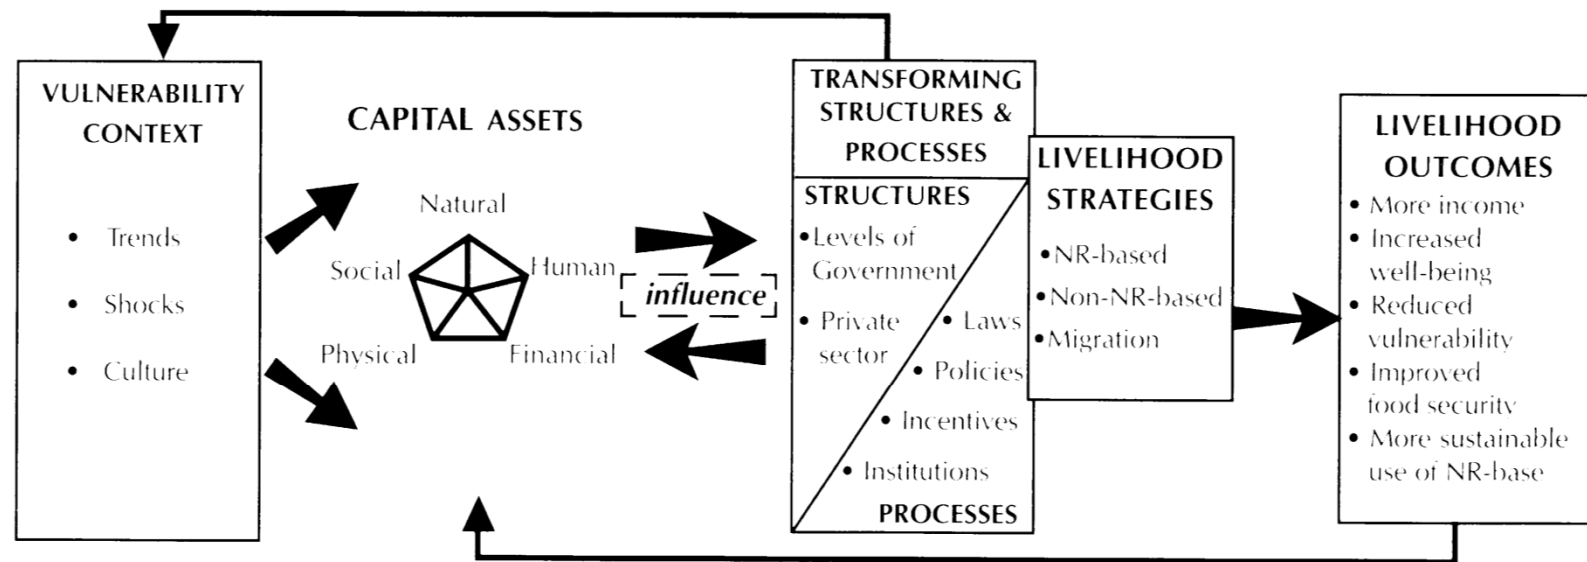 VULNERABILITY
CONTEXT
• Trends
• Shocks
• Culture
CAPITAL ASSETS
Natural
Social
Human
Physical
Financial
influence
TRANSFORMING
STRUCTURES &
PROCESSES
STRUCTURES
• Levels of
Government
• Private
sector
• Laws
• Policies
• Incentives
• Institutions
PROCESSES
LIVELIHOOD
STRATEGIES
• NR-based
• Non-NR-based
• Migration
LIVELIHOOD
OUTCOMES
• More income
• Increased
well-being
• Reduced
vulnerability
• Improved
food security
• More sustainable
use of NR-base